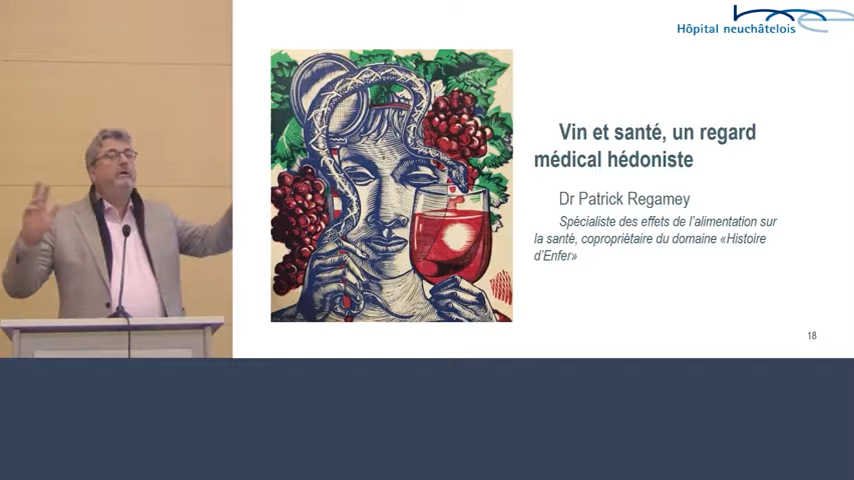 Hôpital neuchâtelois
Vin et santé, un regard
médical hédoniste
Dr Patrick Regamey
Spécialiste des effets de l'alimentation sur
la santé, copropriétaire du domaine «Histoire
d'Enfer»
18